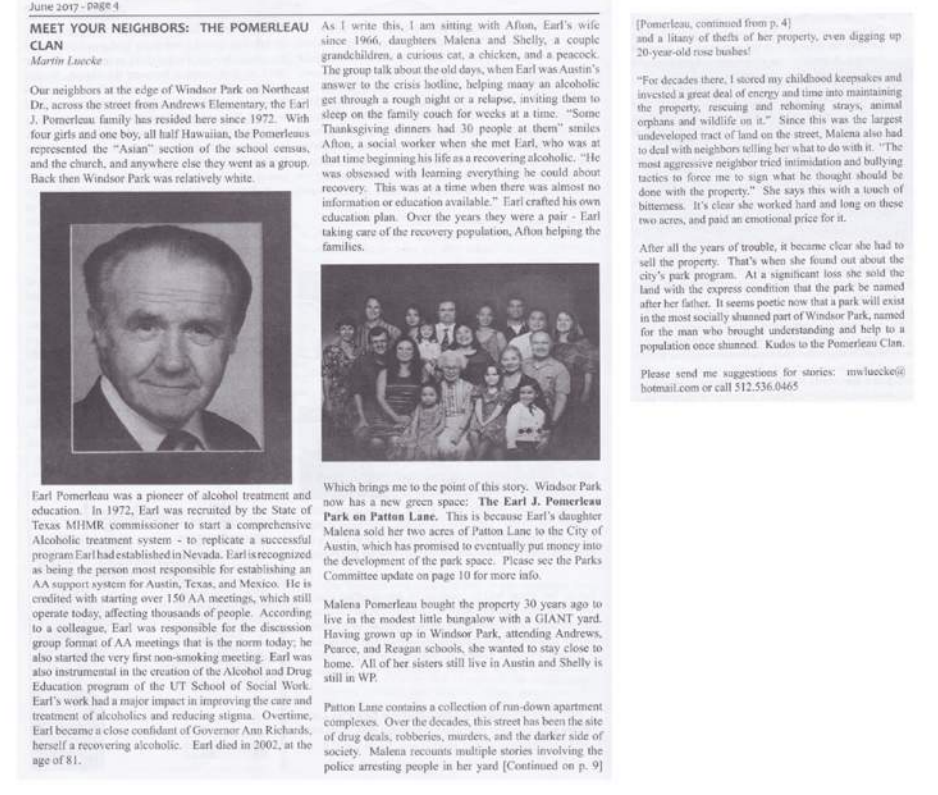 June 2017 - page 4
MEET YOUR NEIGHBORS: THE POMERLEAU
CLAN
Martin Luecke
Our neighbors at the edge of Windsor Park on Northeast
Dr., across the street from Andrews Elementary, the Earl
J. Pomerleau family has resided here since 1972. With
four girls and one boy, all half Hawaiian, the Pomerleaus
represented the "Asian" section of the school census,
and the church, and anywhere else they went as a group.
Back then Windsor Park was relatively white.
Earl Pomerleau was a pioneer of alcohol treatment and
education. In 1972, Earl was recruited by the State of
Texas MHMR commissioner to start a comprehensive
Alcoholic treatment system - to replicate a successful
program Earl had established in Nevada. Earl is recognized
as being the person most responsible for establishing an
AA support system for Austin, Texas, and Mexico. He is
credited with starting over 150 AA meetings, which still
operate today, affecting thousands of people. According
to a colleague, Earl was responsible for the discussion
group format of AA meetings that is the norm today; he
also started the very first non-smoking meeting. Earl was
also instrumental in the creation of the Alcohol and Drug
Education program of the UT School of Social Work.
Earl's work had a major impact in improving the care and
treatment of alcoholics and reducing stigma. Overtime,
Earl became a close confidant of Governor Ann Richards,
herself a recovering alcoholic. Earl died in 2002, at the
age of 81.
As I write this, I am sitting with Afton, Earl's wife
since 1966, daughters Malena and Shelly, a couple
grandchildren, a curious cat, a chicken, and a peacock.
The group talk about the old days, when Earl was Austin's
answer to the crisis hotline, helping many an alcoholic
get through a rough night or a relapse, inviting them to
sleep on the family couch for weeks at a time. "Some
Thanksgiving dinners had 30 people at them" smiles
Afton, a social worker when she met Earl, who was at
that time beginning his life as a recovering alcoholic. "He
was obsessed with learning everything he could about
recovery. This was at a time when there was almost no
information or education available." Earl crafted his own
education plan. Over the years they were a pair - Earl
taking care of the recovery population, Afton helping the
families.
Which brings me to the point of this story. Windsor Park
now has a new green space: The Earl J. Pomerleau
Park on Patton Lane. This is because Earl's daughter
Malena sold her two acres of Patton Lane to the City of
Austin, which has promised to eventually put money into
the development of the park space. Please see the Parks
Committee update on page 10 for more info.
Malena Pomerleau bought the property 30 years ago to
live in the modest little bungalow with a GIANT yard.
Having grown up in Windsor Park, attending Andrews,
Pearce, and Reagan schools, she wanted to stay close to
home. All of her sisters still live in Austin and Shelly is
still in WP.
Patton Lane contains a collection of run-down apartment
complexes. Over the decades, this street has been the site
of drug deals, robberies, murders, and the darker side of
society. Malena recounts multiple stories involving the
police arresting people in her yard [Continued on p. 9]
[Pomerleau, continued from p. 4]
and a litany of thefts of her property, even digging up
20-year-old rose bushes!
"For decades there, I stored my childhood keepsakes and
invested a great deal of energy and time into maintaining
the property, rescuing and rehoming strays, animal
orphans and wildlife on it." Since this was the largest
undeveloped tract of land on the street, Malena also had
to deal with neighbors telling her what to do with it. "The
most aggressive neighbor tried intimidation and bullying
tactics to force me to sign what he thought should be
done with the property." She says this with a touch of
bitterness. It's clear she worked hard and long on these
two acres, and paid an emotional price for it.
After all the years of trouble, it became clear she had to
sell the property. That's when she found out about the
city's park program. At a significant loss she sold the
land with the express condition that the park be named
after her father. It seems poetic now that a park will exist
in the most socially shunned part of Windsor Park, named
for the man who brought understanding and help to a
population once shunned. Kudos to the Pomerleau Clan.
Please send me suggestions for stories: mwluecke@
hotmail.com or call 512.536.0465